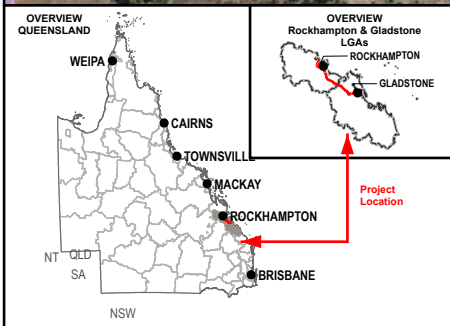 OVERVIEW
QUEENSLAND
WEIPA
CAIRNS
TOWNSVILLE
MACKAY
ROCKHAMPTON
BRISBANE
NT
QLD
SA
NSW
OVERVIEW
Rockhampton & Gladstone
LGAs
ROCKHAMPTON
GLADSTONE
Project
Location